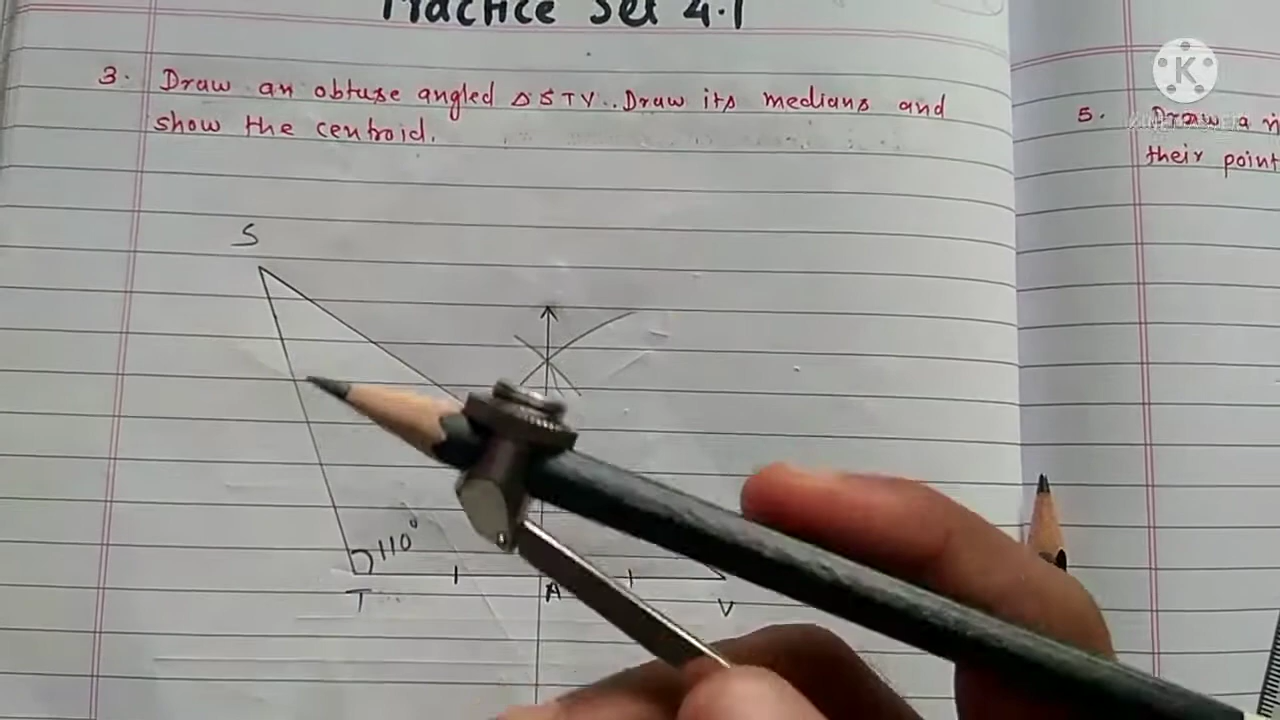 Practice Set 4.1
3. Draw an obtuse angled △STV.. Draw its medians and
show the centroid.
S
110°
T
A
V
5. Draw a
their point
K